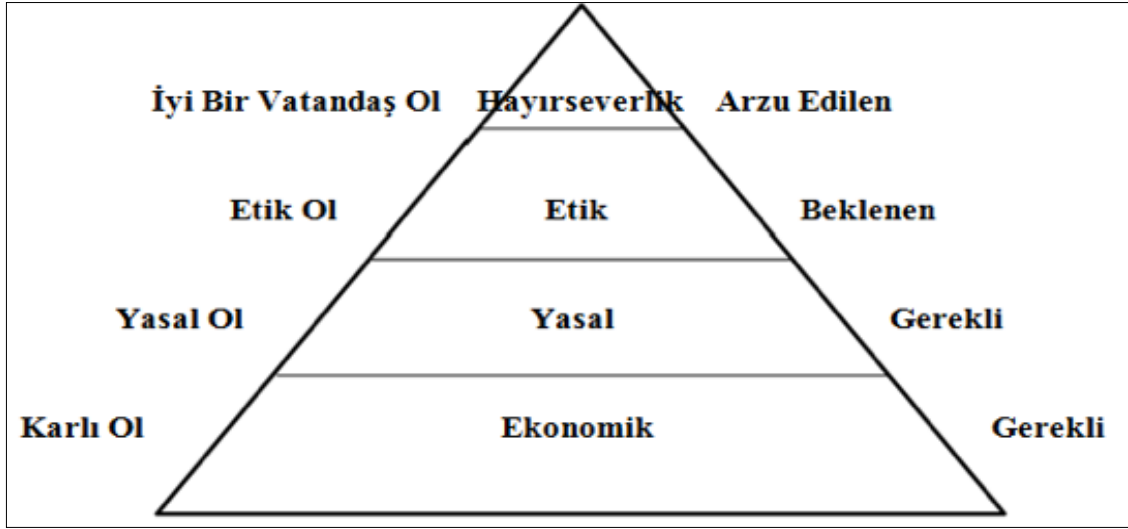 İyi Bir Vatandaş Ol Hayırseverlik Arzu Edilen
Etik Ol Etik Beklenen
Yasal Ol Yasal Gerekli
Karlı Ol Ekonomik Gerekli